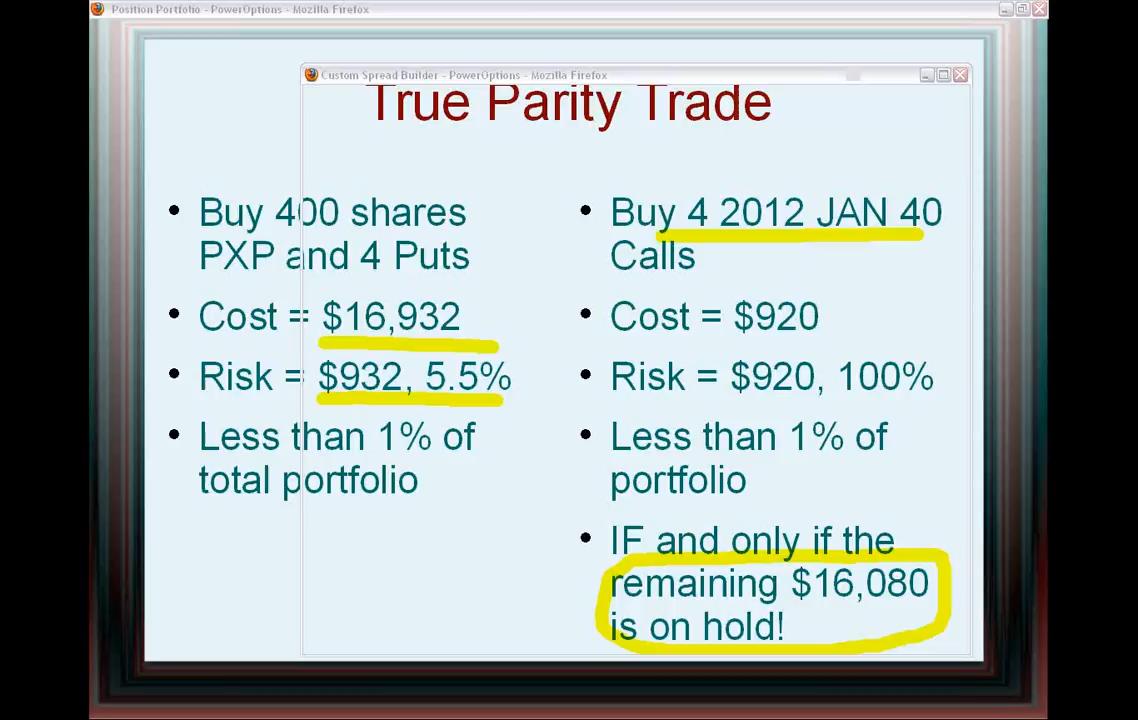 Position Portfolio - PowerOptions - Mozilla Firefox
Custom Spread Builder - PowerOptions - Mozilla Firefox
True Parity Trade
• Buy 400 shares
PXP and 4 Puts
• Cost = $16,932
• Risk = $932, 5.5%
• Less than 1% of
total portfolio
• Buy 4 2012 JAN 40
Calls
• Cost = $920
• Risk = $920, 100%
• Less than 1% of
portfolio
• IF and only if the
remaining $16,080
is on hold!